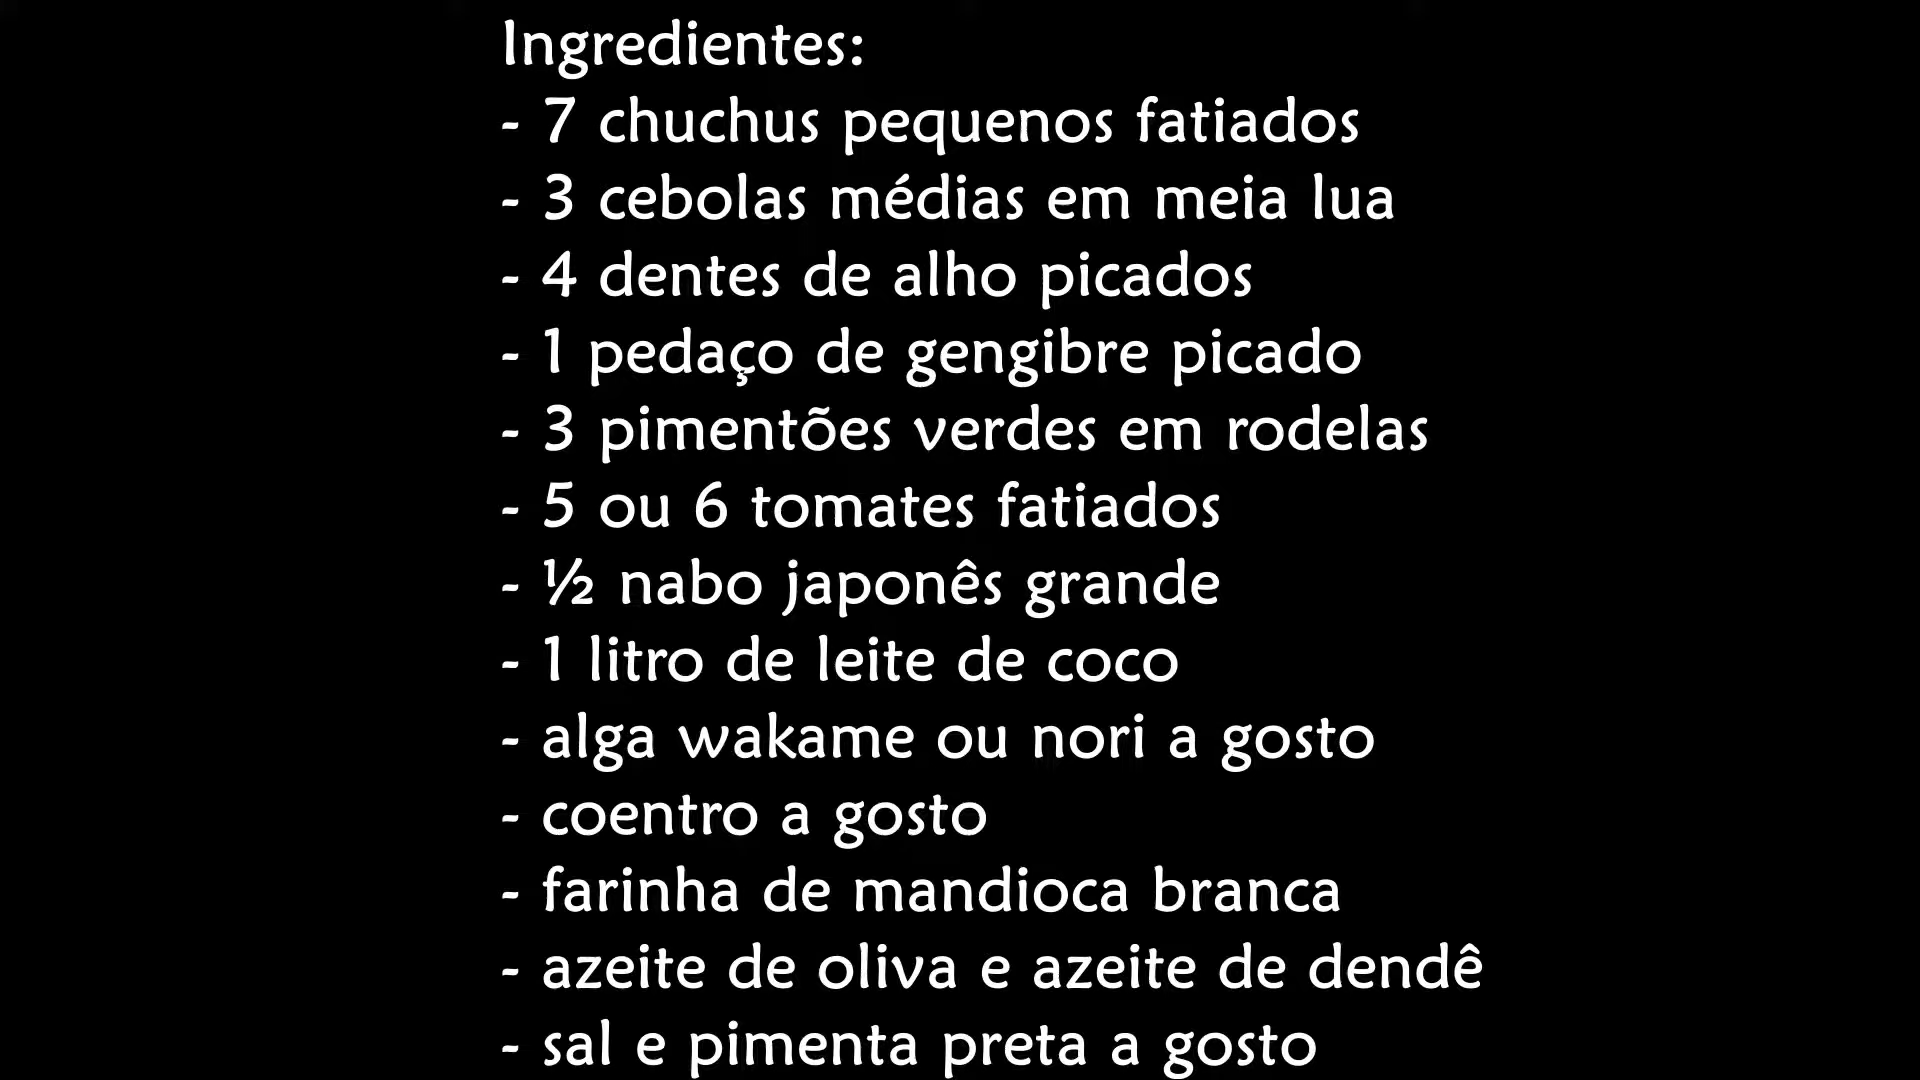 Ingredientes:
- 7 chuchus pequenos fatiados
- 3 cebolas médias em meia lua
- 4 dentes de alho picados
- 1 pedaço de gengibre picado
- 3 pimentões verdes em rodelas
- 5 ou 6 tomates fatiados
- ½ nabo japonês grande
- 1 litro de leite de coco
- alga wakame ou nori a gosto
- coentro a gosto
- farinha de mandioca branca
- azeite de oliva e azeite de dendê
- sal e pimenta preta a gosto